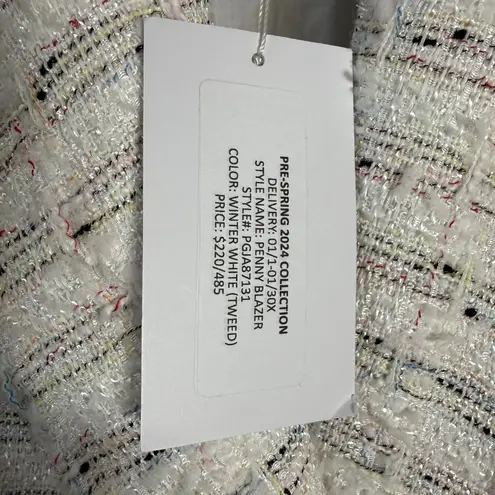 PRE-SPRING 2024 COLLECTION
DELIVERY: 01/1-01/30X
STYLE NAME: PENNY BLAZER
STYLE#: PGJA87131
COLOR: WINTER WHITE (TWEED)
PRICE: $220/485